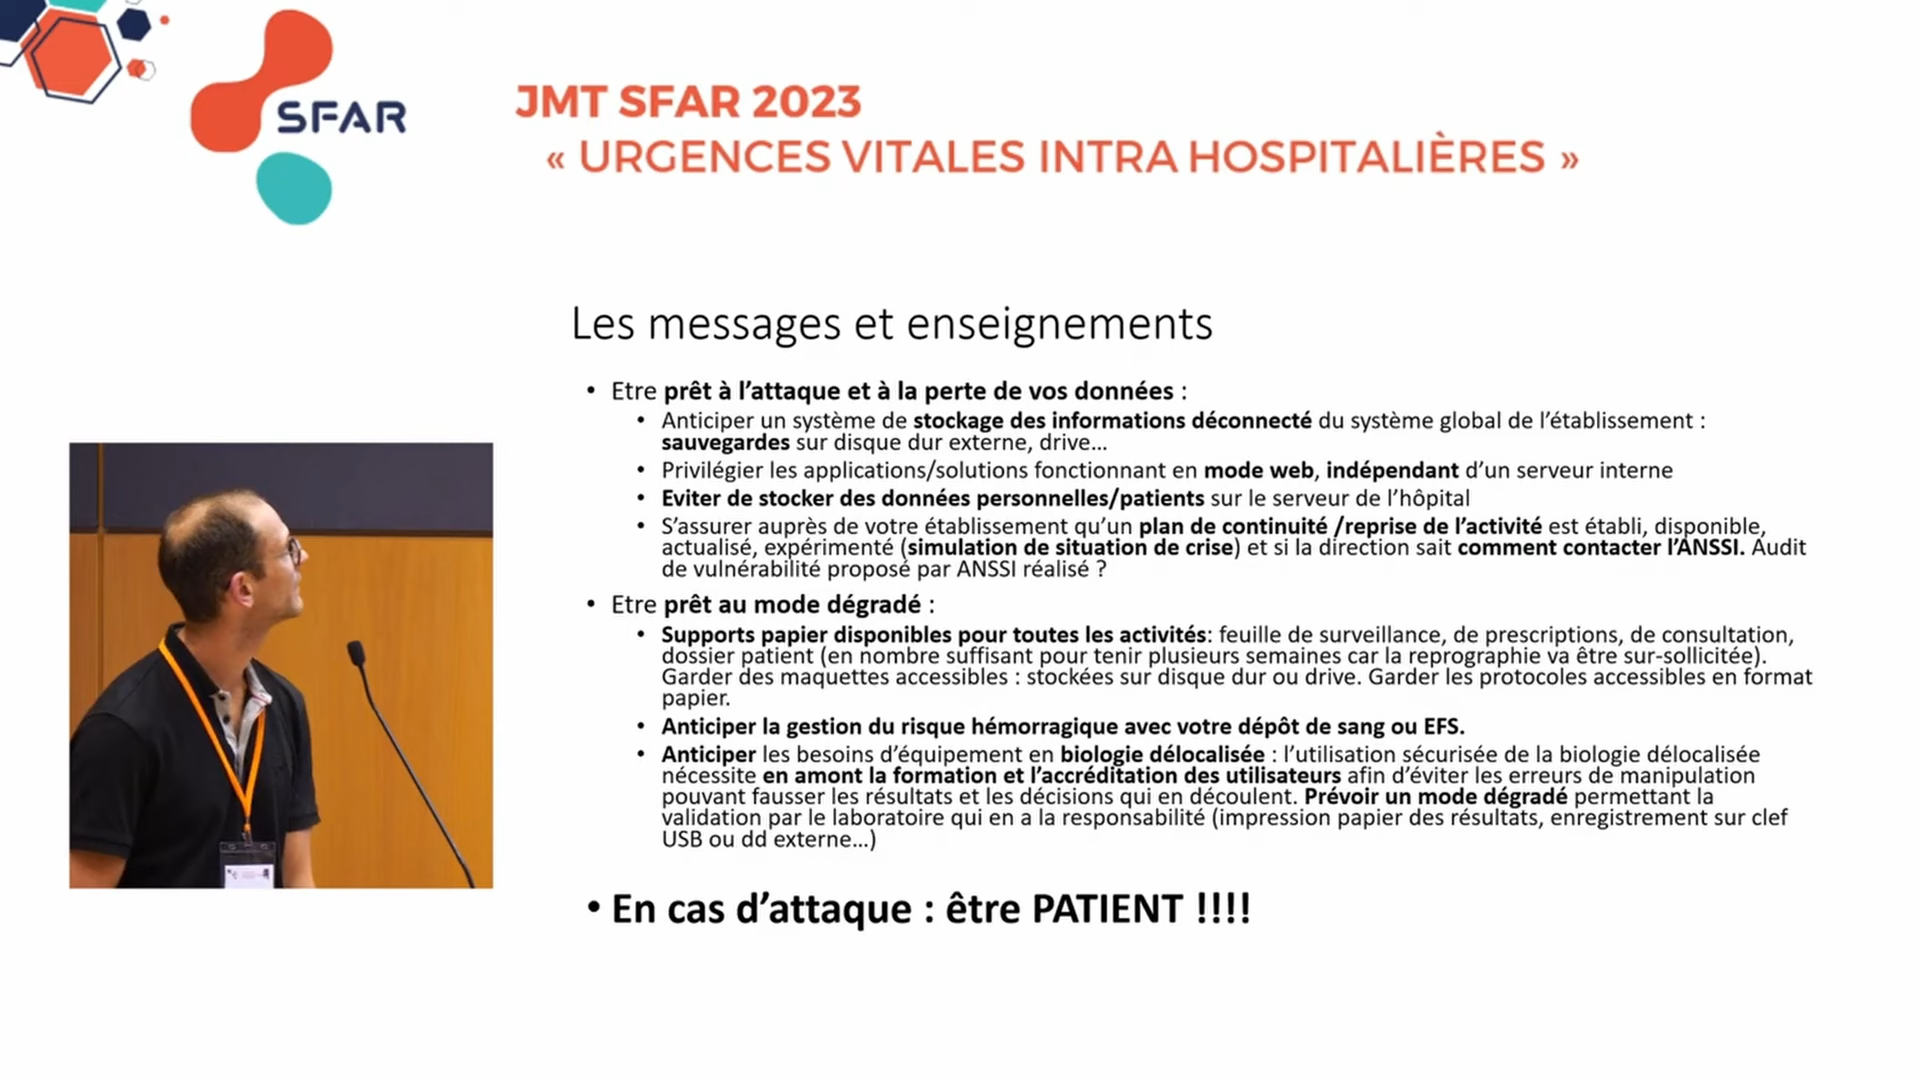 SFAR
JMT SFAR 2023
« URGENCES VITALES INTRA HOSPITALIÈRES »
Les messages et enseignements
• Etre prêt à l’attaque et à la perte de vos données :
• Anticiper un système de stockage des informations déconnecté du système global de l’établissement :
sauvegardes sur disque dur externe, drive…
• Privilégier les applications/solutions fonctionnant en mode web, indépendant d’un serveur interne
• Eviter de stocker des données personnelles/patients sur le serveur de l’hôpital
• S’assurer auprès de votre établissement qu’un plan de continuité /reprise de l’activité est établi, disponible,
actualisé, expérimenté (simulation de situation de crise) et si la direction sait comment contacter l’ANSSI. Audit
de vulnérabilité proposé par ANSSI réalisé ?
• Etre prêt au mode dégradé :
• Supports papier disponibles pour toutes les activités: feuille de surveillance, de prescriptions, de consultation,
dossier patient (en nombre suffisant pour tenir plusieurs semaines car la reprographie va être sur-sollicitée).
Garder des maquettes accessibles : stockées sur disque dur ou drive. Garder les protocoles accessibles en format
papier.
• Anticiper la gestion du risque hémorragique avec votre dépôt de sang ou EFS.
• Anticiper les besoins d’équipement en biologie délocalisée : l’utilisation sécurisée de la biologie délocalisée
nécessite en amont la formation et l’accréditation des utilisateurs afin d’éviter les erreurs de manipulation
pouvant fausser les résultats et les décisions qui en découlent. Prévoir un mode dégradé permettant la
validation par le laboratoire qui en a la responsabilité (impression papier des résultats, enregistrement sur clef
USB ou dd externe…)
• En cas d’attaque : être PATIENT !!!!